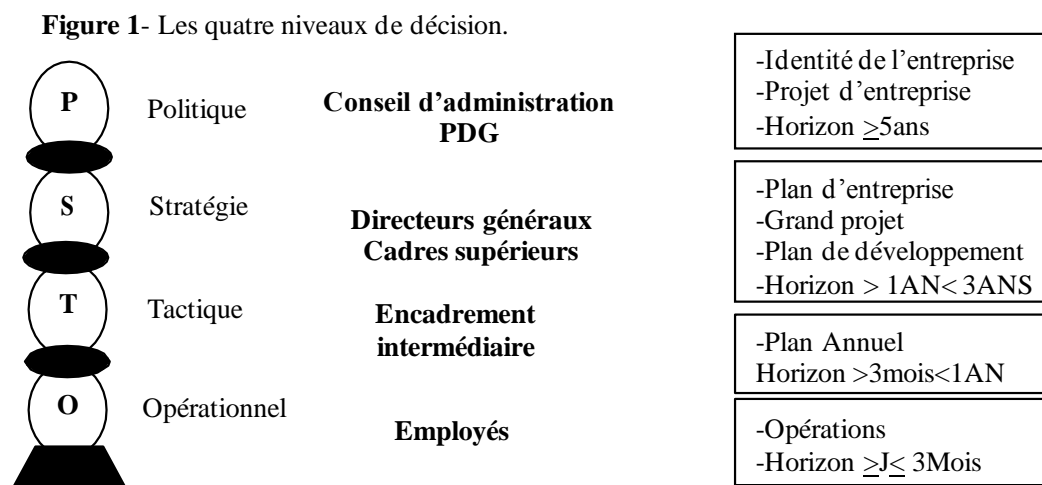 Figure 1- Les quatre niveaux de décision.
P
Politique
Conseil d'administration
PDG
-Identité de l'entreprise
-Projet d'entreprise
-Horizon ≥5ans
S
Stratégie
Directeurs généraux
Cadres supérieurs
-Plan d'entreprise
-Grand projet
-Plan de développement
-Horizon > 1AN< 3ANS
T
Tactique
Encadrement
intermédiaire
-Plan Annuel
Horizon >3mois<1AN
O
Opérationnel
Employés
-Opérations
-Horizon ≥J≤ 3Mois